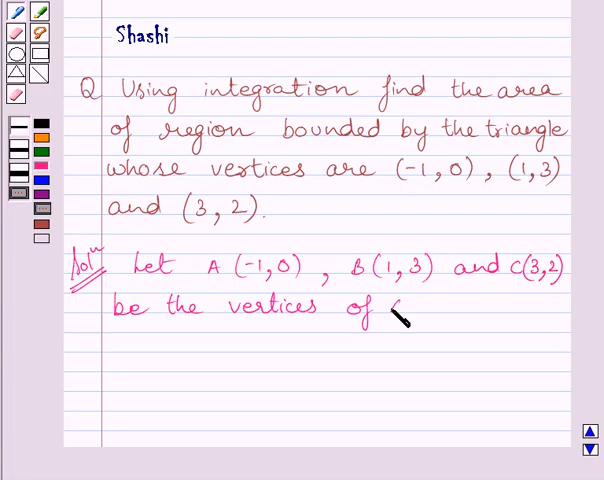 Shashi
Q Using integration find the area
of region bounded by the triangle
whose vertices are (-1, 0), (1, 3)
and (3, 2).
Solⁿ Let A (-1, 0), B (1, 3) and C(3, 2)
be the vertices of